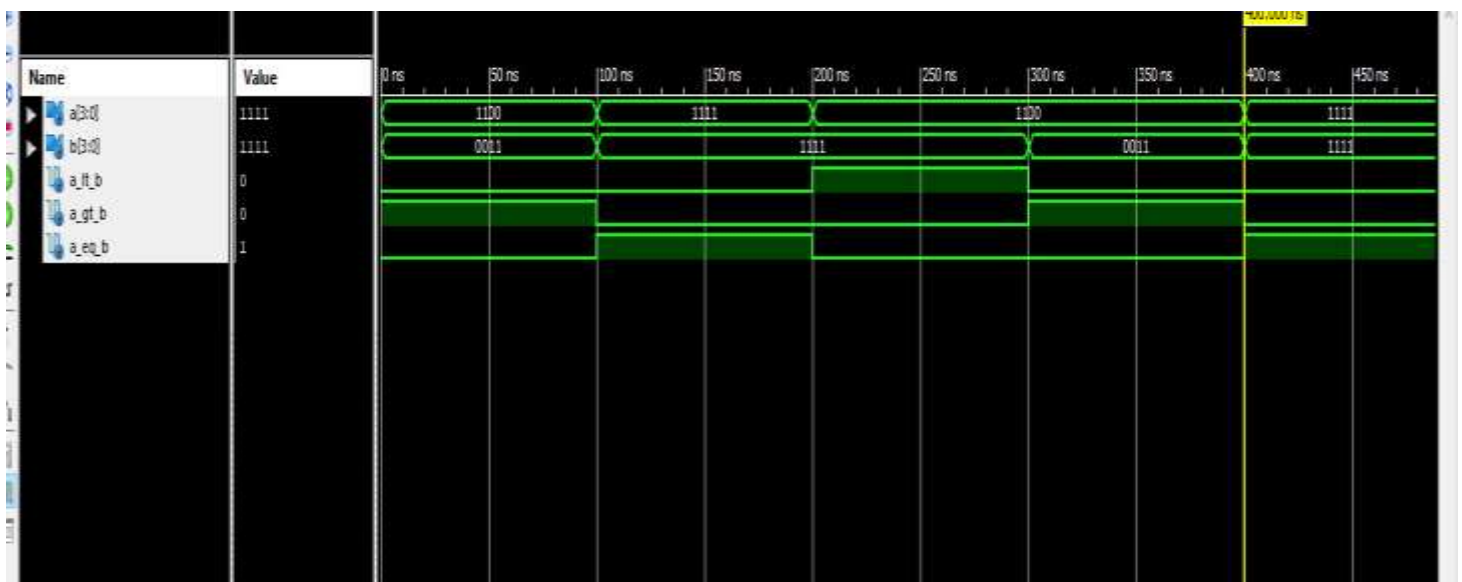 400.000 ns
Name Value 0 ns 50 ns 100 ns 150 ns 200 ns 250 ns 300 ns 350 ns 400 ns 450 ns
a[3:0] 1111 1100 1111 1100 1111
b[3:0] 1111 0011 1111 0011 1111
a_lt_b 0
a_gt_b 0
a_eq_b 1